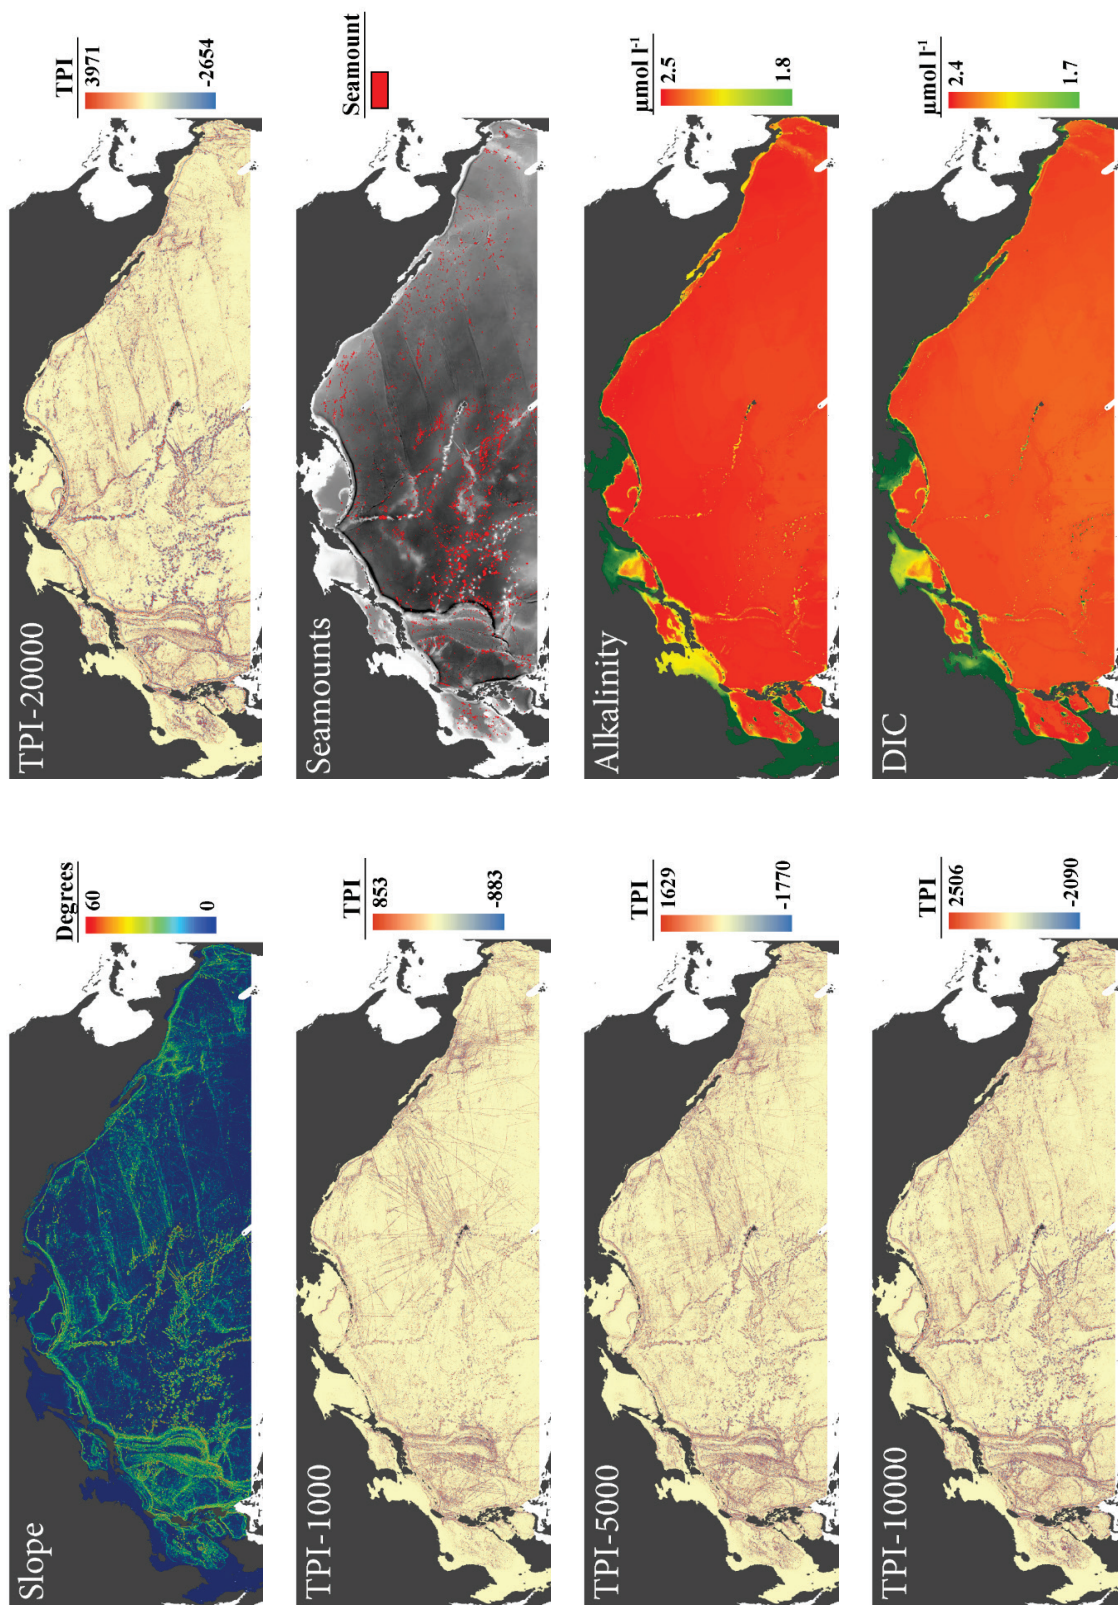 Slope
Degrees
60
0
TPI-20000
TPI
3971
-2654
TPI-1000
TPI
853
-883
Seamounts
Seamount
TPI-5000
TPI
1629
-1770
Alkalinity
μmol l⁻¹
2.5
1.8
TPI-10000
TPI
2506
-2090
DIC
μmol l⁻¹
2.4
1.7